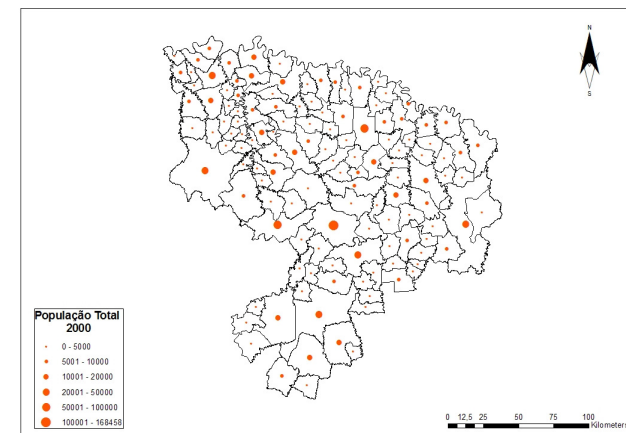 N
S
População Total
2000
0 - 5000
5001 - 10000
10001 - 20000
20001 - 50000
50001 - 100000
100001 - 168458
0 12,5 25 50 75 100
Kilometers